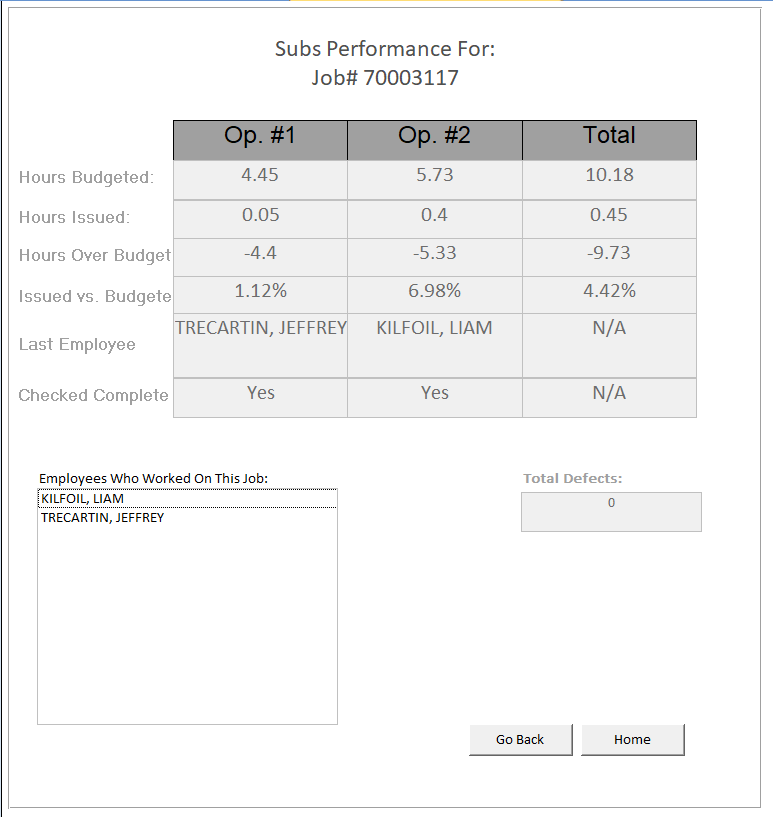 Subs Performance For:
Job# 70003117
Op. #1 Op. #2 Total
Hours Budgeted: 4.45 5.73 10.18
Hours Issued: 0.05 0.4 0.45
Hours Over Budget -4.4 -5.33 -9.73
Issued vs. Budgete 1.12% 6.98% 4.42%
Last Employee TRECARTIN, JEFFREY KILFOIL, LIAM N/A
Checked Complete Yes Yes N/A
Employees Who Worked On This Job: Total Defects:
KILFOIL, LIAM 0
TRECARTIN, JEFFREY
Go Back Home